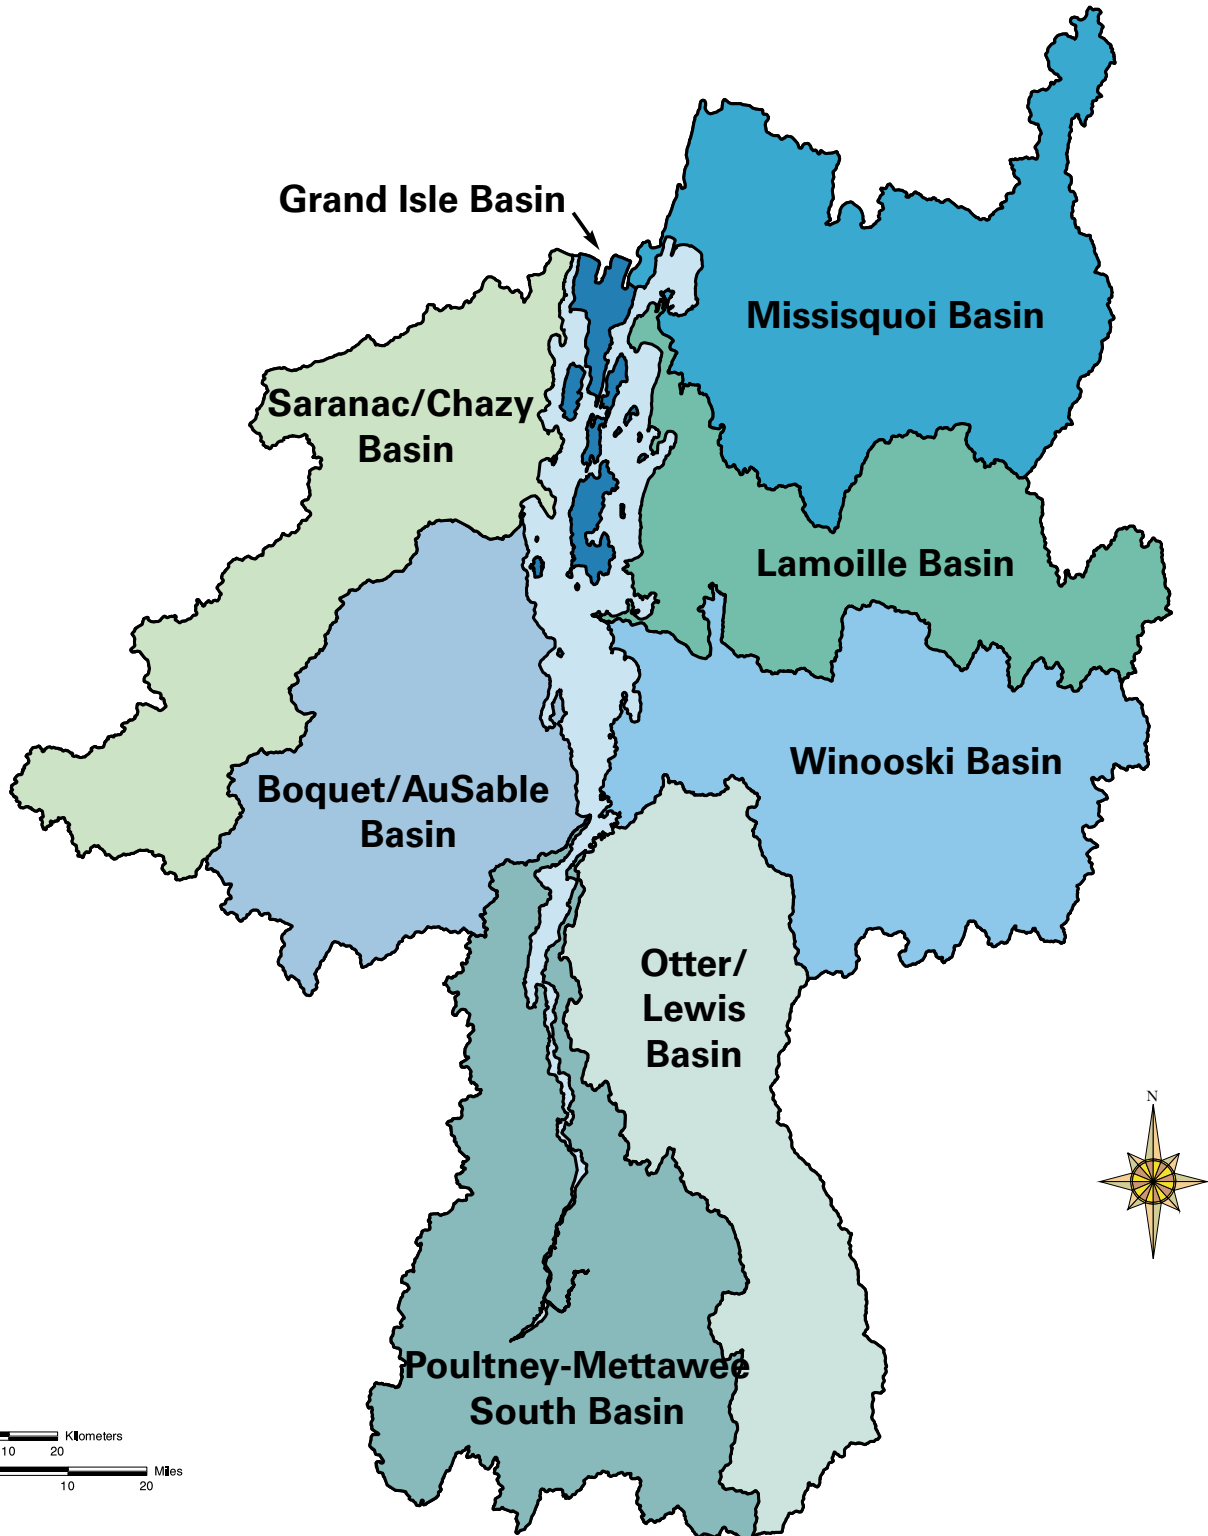 Grand Isle Basin
Missisquoi Basin
Saranac/Chazy
Basin
Lamoille Basin
Winooski Basin
Boquet/AuSable
Basin
Otter/
Lewis
Basin
N
Poultney-Mettawee
South Basin
Kilometers
10 20
Miles
10 20